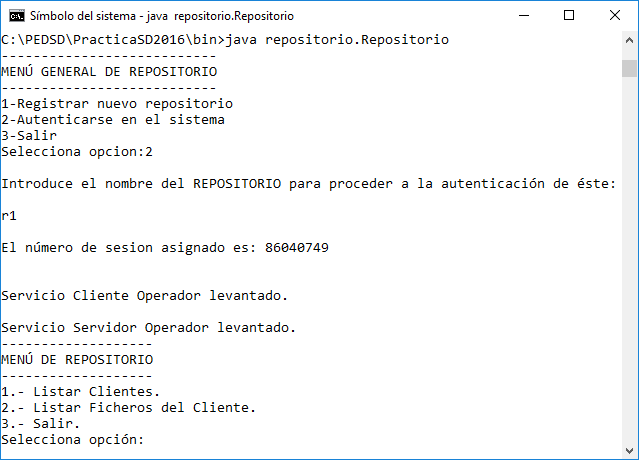 Símbolo del sistema - java repositorio.Repositorio
C:\PEDSD\PracticaSD2016\bin>java repositorio.Repositorio
---------------------------
MENÚ GENERAL DE REPOSITORIO
---------------------------
1-Registrar nuevo repositorio
2-Autenticarse en el sistema
3-Salir
Selecciona opcion:2
Introduce el nombre del REPOSITORIO para proceder a la autenticación de éste:
r1
El número de sesion asignado es: 86040749
Servicio Cliente Operador levantado.
Servicio Servidor Operador levantado.
-------------------
MENÚ DE REPOSITORIO
-------------------
1.- Listar Clientes.
2.- Listar Ficheros del Cliente.
3.- Salir.
Selecciona opción: